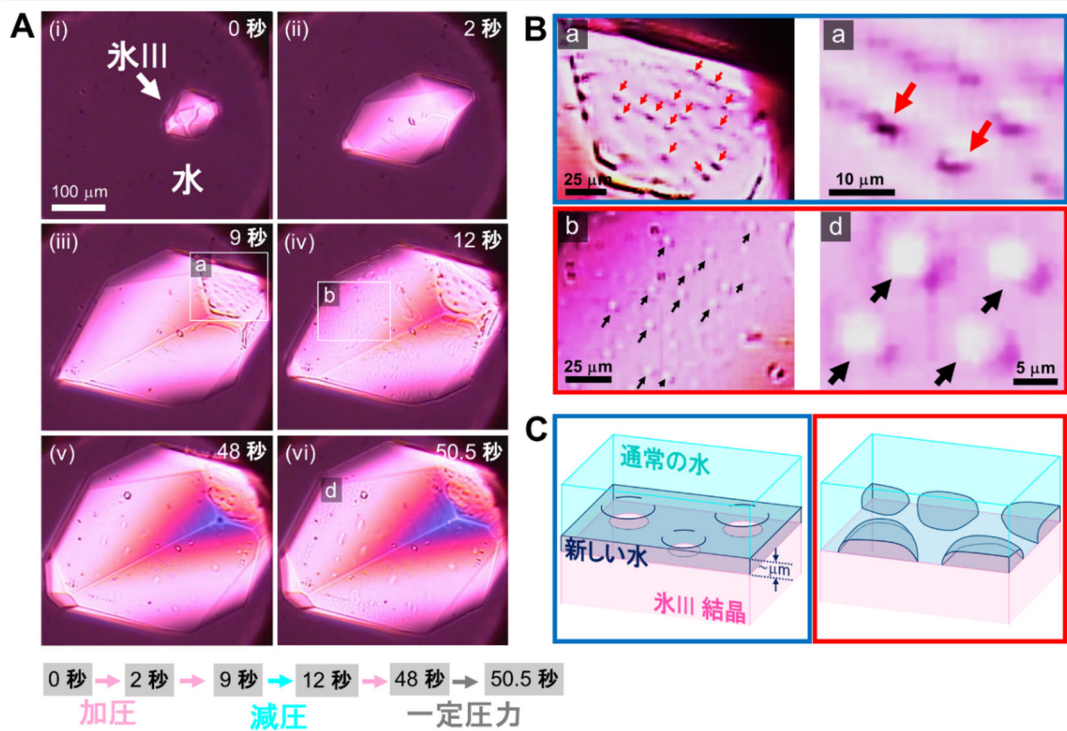 A
(i)
0 秒
氷III
水
100 μm
(ii)
2 秒
(iii)
9 秒
a
(iv)
12 秒
b
(v)
48 秒
(vi)
50.5 秒
d
0 秒 → 2 秒 → 9 秒 → 12 秒 → 48 秒 → 50.5 秒
加圧
減圧
一定圧力
B
a
25 μm
a
10 μm
b
25 μm
d
5 μm
C
通常の水
新しい水
~μm
氷III 結晶